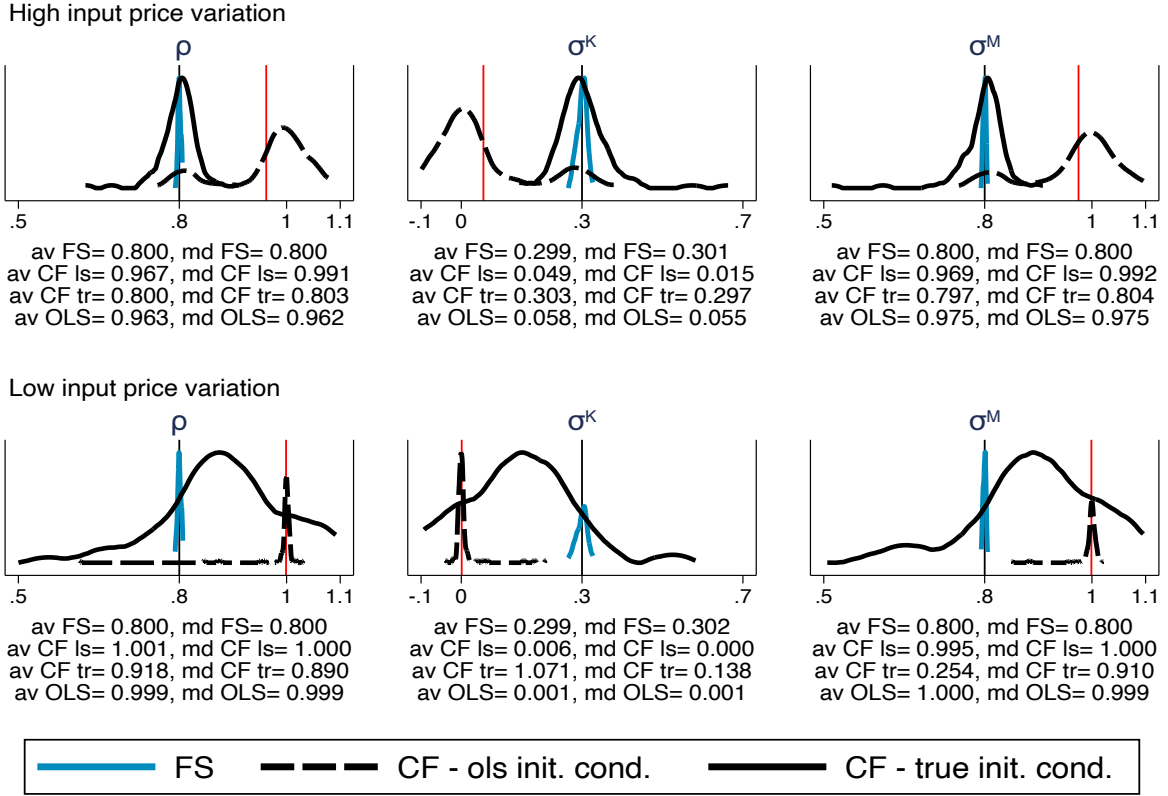 High input price variation
ρ σᴷ σᴹ
.5 .8 1 1.1 -.1 0 .3 .7 .5 .8 1 1.1
av FS= 0.800, md FS= 0.800 av FS= 0.299, md FS= 0.301 av FS= 0.800, md FS= 0.800
av CF ls= 0.967, md CF ls= 0.991 av CF ls= 0.049, md CF ls= 0.015 av CF ls= 0.969, md CF ls= 0.992
av CF tr= 0.800, md CF tr= 0.803 av CF tr= 0.303, md CF tr= 0.297 av CF tr= 0.797, md CF tr= 0.804
av OLS= 0.963, md OLS= 0.962 av OLS= 0.058, md OLS= 0.055 av OLS= 0.975, md OLS= 0.975
Low input price variation
ρ σᴷ σᴹ
.5 .8 1 1.1 -.1 0 .3 .7 .5 .8 1 1.1
av FS= 0.800, md FS= 0.800 av FS= 0.299, md FS= 0.302 av FS= 0.800, md FS= 0.800
av CF ls= 1.001, md CF ls= 1.000 av CF ls= 0.006, md CF ls= 0.000 av CF ls= 0.995, md CF ls= 1.000
av CF tr= 0.918, md CF tr= 0.890 av CF tr= 1.071, md CF tr= 0.138 av CF tr= 0.254, md CF tr= 0.910
av OLS= 0.999, md OLS= 0.999 av OLS= 0.001, md OLS= 0.001 av OLS= 1.000, md OLS= 0.999
FS CF - ols init. cond. CF - true init. cond.